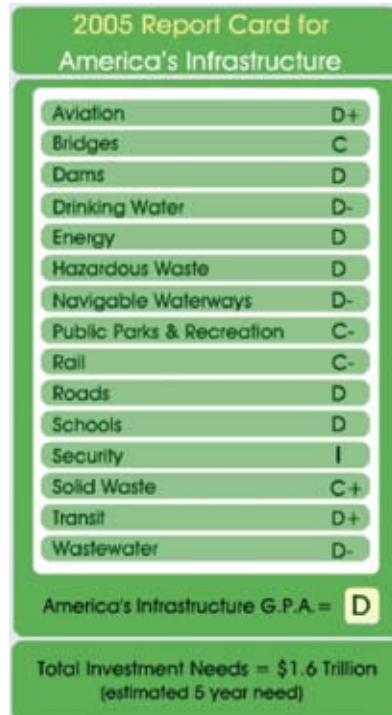 2005 Report Card for
America's Infrastructure
Aviation D+
Bridges C
Dams D
Drinking Water D-
Energy D
Hazardous Waste D
Navigable Waterways D-
Public Parks & Recreation C-
Rail C-
Roads D
Schools D
Security I
Solid Waste C+
Transit D+
Wastewater D-
America's Infrastructure G.P.A. = D
Total Investment Needs = $1.6 Trillion
(estimated 5 year need)